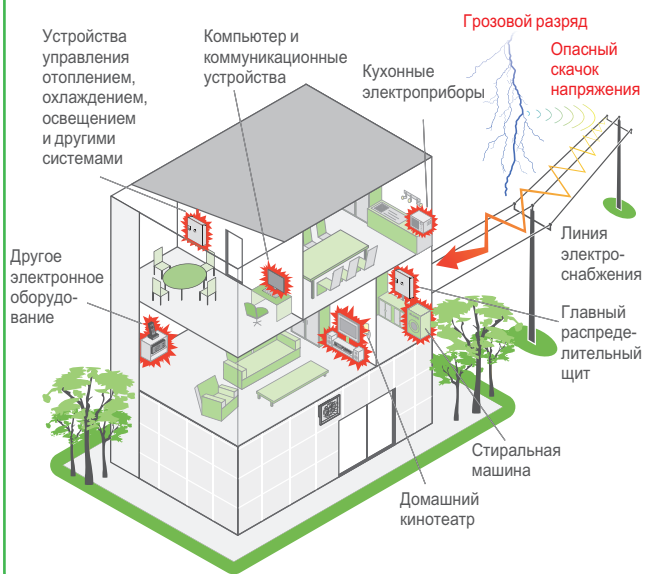 Грозовой разряд
Опасный
скачок
напряжения
Устройства
управления
отоплением,
охлаждением,
освещением
и другими
системами
Компьютер и
коммуникационные
устройства
Кухонные
электроприборы
Другое
электронное
оборудо-
вание
Линия
электро-
снабжения
Главный
распреде-
лительный
щит
Стиральная
машина
Домашний
кинотеатр